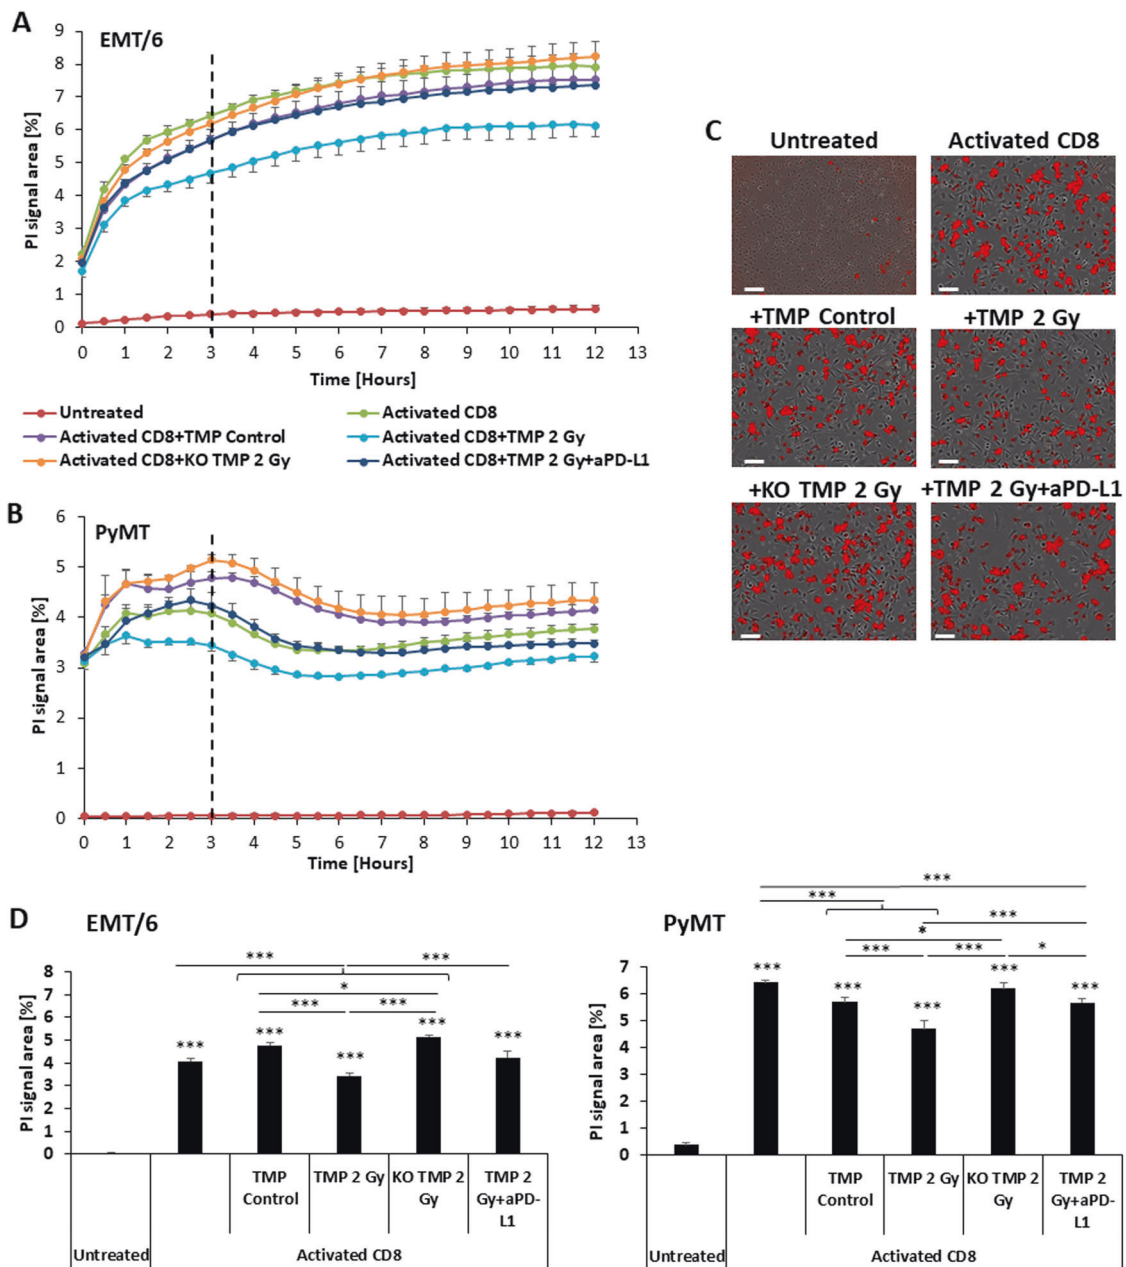 A
EMT/6
9
8
7
6
5
4
3
2
1
0
PI signal area [%]
0 1 2 3 4 5 6 7 8 9 10 11 12 13
Time [Hours]
Untreated
Activated CD8
Activated CD8+TMP Control
Activated CD8+TMP 2 Gy
Activated CD8+KO TMP 2 Gy
Activated CD8+TMP 2 Gy+aPD-L1
B
PyMT
6
5
4
3
2
1
0
PI signal area [%]
0 1 2 3 4 5 6 7 8 9 10 11 12 13
Time [Hours]
C
Untreated
Activated CD8
+TMP Control
+TMP 2 Gy
+KO TMP 2 Gy
+TMP 2 Gy+aPD-L1
D
EMT/6
*** ***
*
*** ***
*** *** *** *** ***
8
7
6
5
4
3
2
1
0
PI signal area [%]
TMP Control
TMP 2 Gy
KO TMP 2 Gy
TMP 2 Gy+aPD-L1
Untreated
Activated CD8
PyMT
***
***
***
*
*** *** *
*** *** *** *** ***
7
6
5
4
3
2
1
0
PI signal area [%]
TMP Control
TMP 2 Gy
KO TMP 2 Gy
TMP 2 Gy+aPD-L1
Untreated
Activated CD8